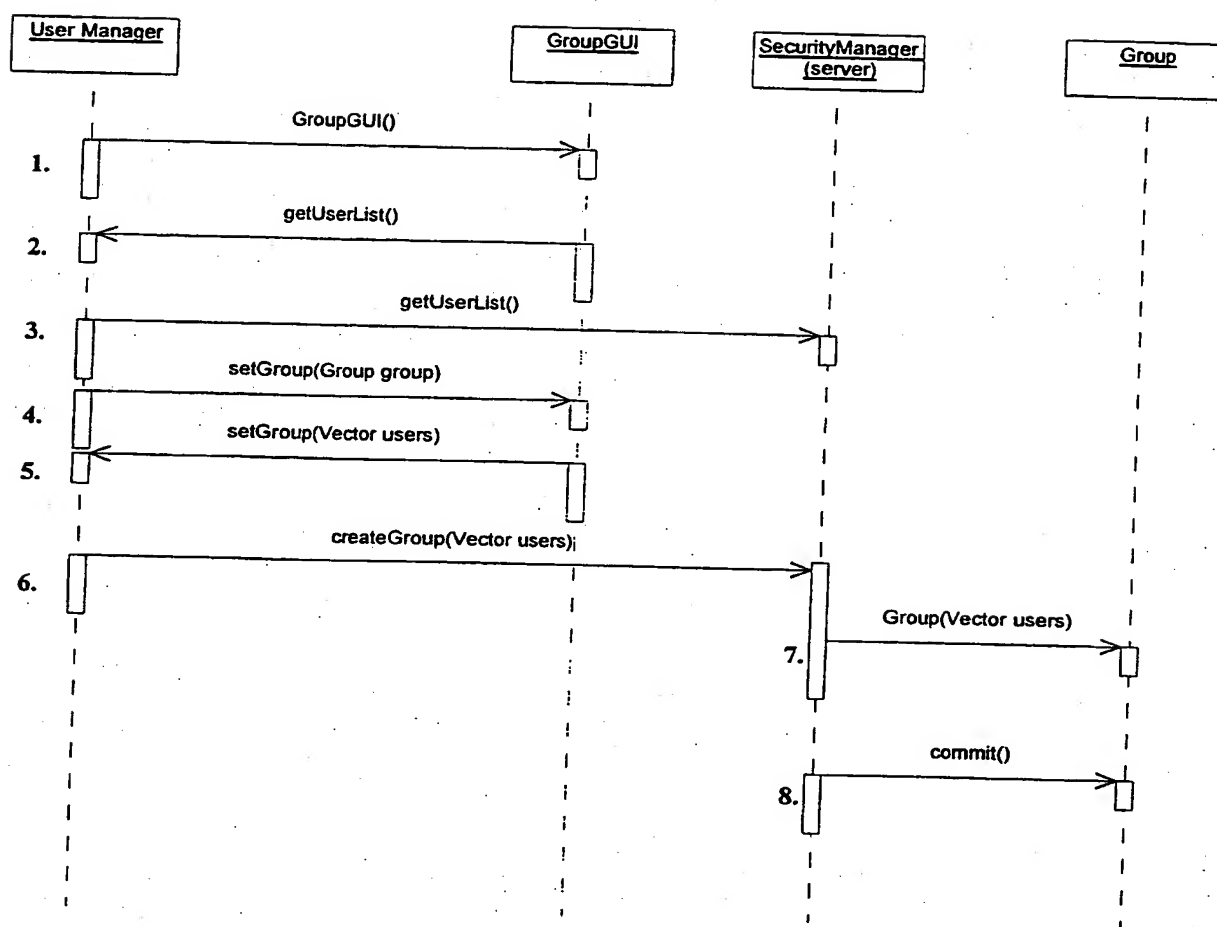 User Manager
GroupGUI
SecurityManager
(server)
Group
GroupGUI()
1.
getUserList()
2.
getUserList()
3.
setGroup(Group group)
4.
setGroup(Vector users)
5.
createGroup(Vector users)
6.
Group(Vector users)
7.
commit()
8.